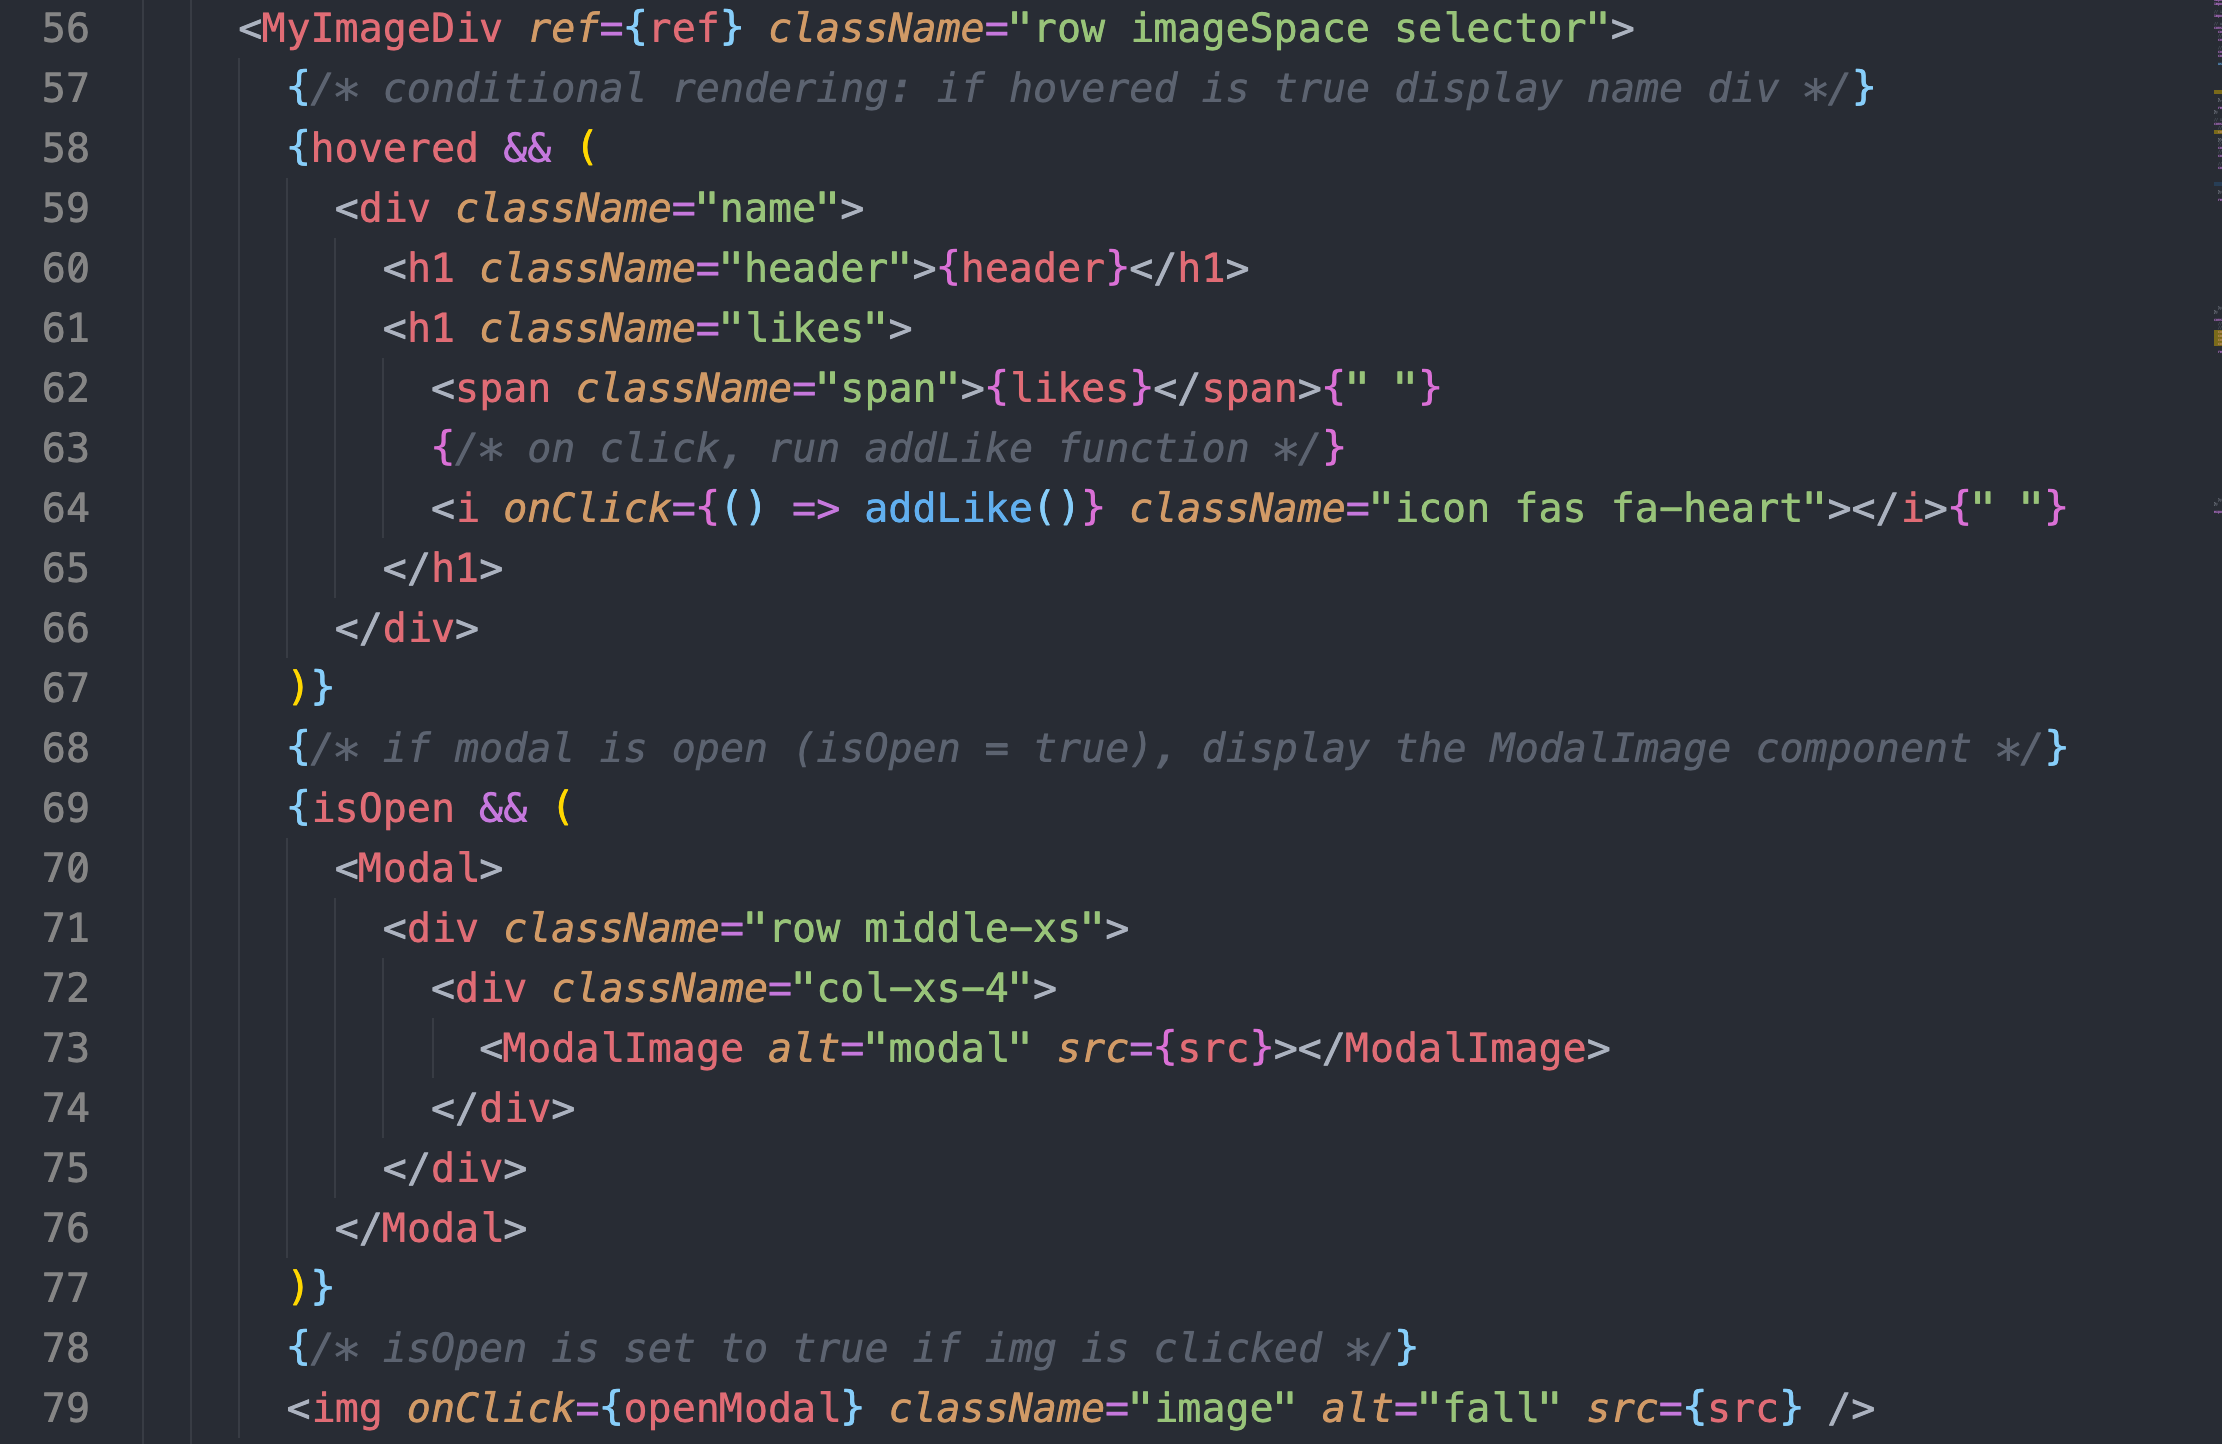 56 <MyImageDiv ref={ref} className="row imageSpace selector">
57 {/* conditional rendering: if hovered is true display name div */}
58 {hovered && (
59 <div className="name">
60 <h1 className="header">{header}</h1>
61 <h1 className="likes">
62 <span className="span">{likes}</span>{" "}
63 {/* on click, run addLike function */}
64 <i onClick={() => addLike()} className="icon fas fa-heart"></i>{" "}
65 </h1>
66 </div>
67 )}
68 {/* if modal is open (isOpen = true), display the ModalImage component */}
69 {isOpen && (
70 <Modal>
71 <div className="row middle-xs">
72 <div className="col-xs-4">
73 <ModalImage alt="modal" src={src}></ModalImage>
74 </div>
75 </div>
76 </Modal>
77 )}
78 {/* isOpen is set to true if img is clicked */}
79 <img onClick={openModal} className="image" alt="fall" src={src} />